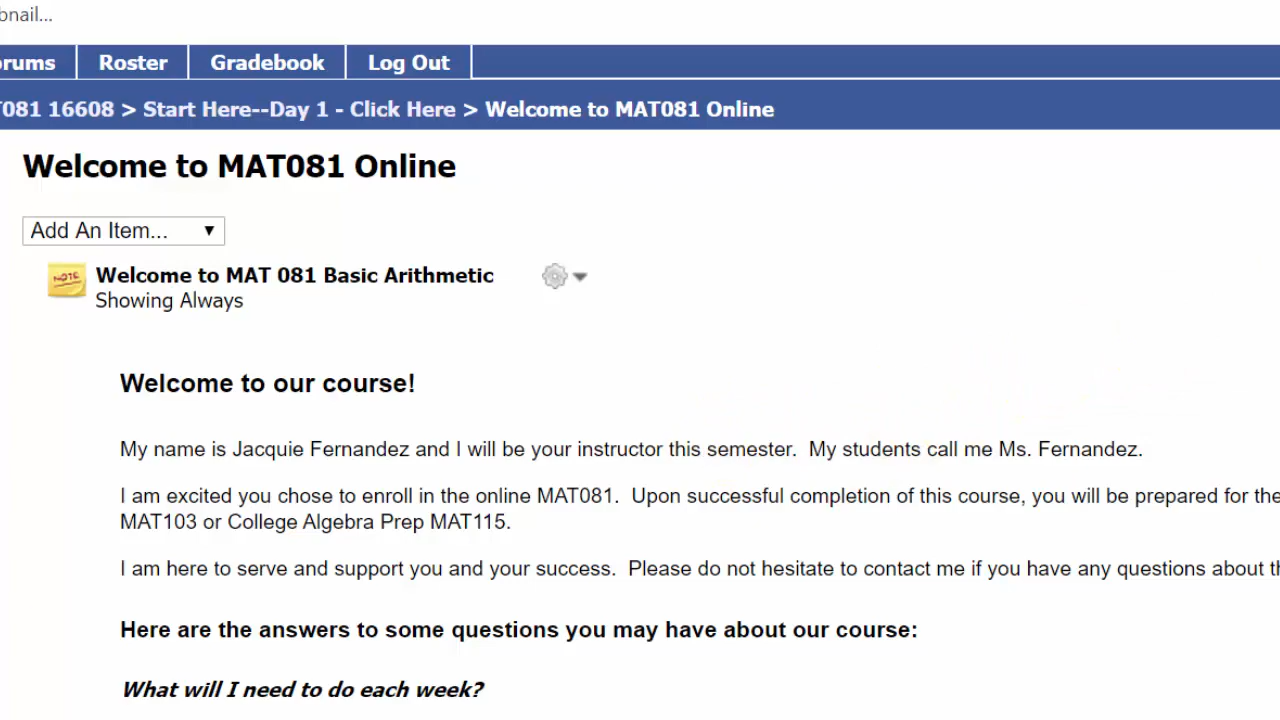 bnail...
orums Roster Gradebook Log Out
T081 16608 > Start Here--Day 1 - Click Here > Welcome to MAT081 Online
Welcome to MAT081 Online
Add An Item...
NOTE Welcome to MAT 081 Basic Arithmetic
Showing Always
Welcome to our course!
My name is Jacquie Fernandez and I will be your instructor this semester. My students call me Ms. Fernandez.
I am excited you chose to enroll in the online MAT081. Upon successful completion of this course, you will be prepared for the
MAT103 or College Algebra Prep MAT115.
I am here to serve and support you and your success. Please do not hesitate to contact me if you have any questions about th
Here are the answers to some questions you may have about our course:
What will I need to do each week?